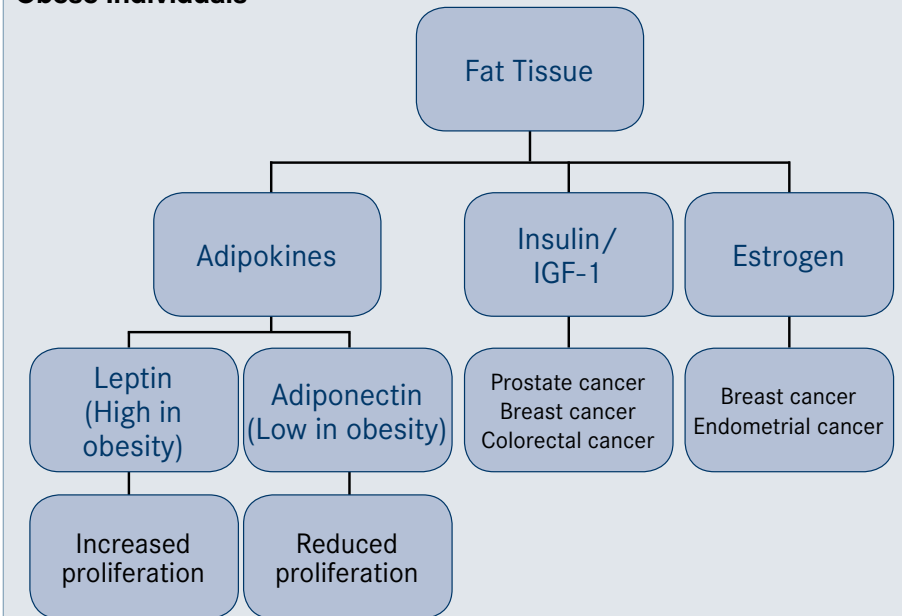 Obese Individuals
Fat Tissue
Adipokines
Insulin/
IGF-1
Estrogen
Leptin
(High in
obesity)
Adiponectin
(Low in obesity)
Prostate cancer
Breast cancer
Colorectal cancer
Breast cancer
Endometrial cancer
Increased
proliferation
Reduced
proliferation